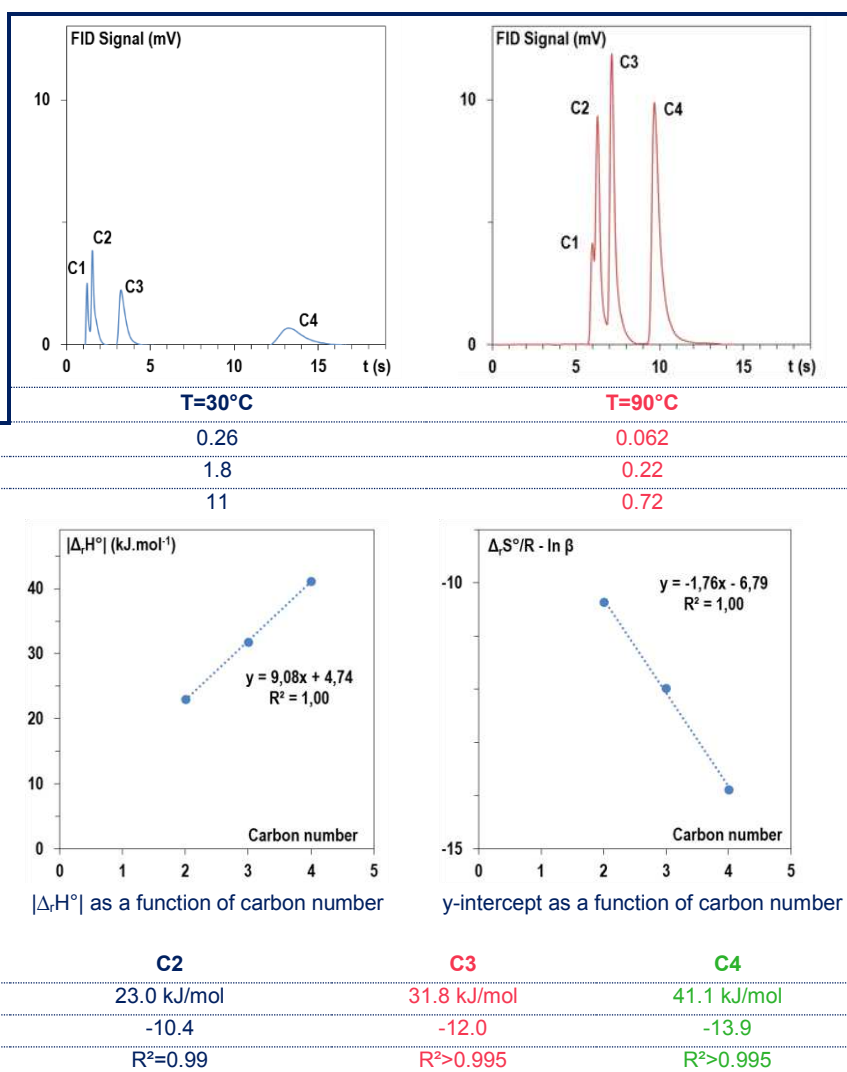 FID Signal (mV)
10
C2
C1
C3
C4
0
0 5 10 15 t (s)
FID Signal (mV)
C3
10
C2
C4
C1
0
0 5 10 15 t (s)
T=30°C T=90°C
0.26 0.062
1.8 0.22
11 0.72
|ΔrH°| (kJ.mol-1)
40
30
y = 9,08x + 4,74
R² = 1,00
20
10
Carbon number
0
0 1 2 3 4 5
|ΔrH°| as a function of carbon number
ΔrS°/R - ln β
-10
y = -1,76x - 6,79
R² = 1,00
Carbon number
-15
0 1 2 3 4 5
y-intercept as a function of carbon number
C2 C3 C4
23.0 kJ/mol 31.8 kJ/mol 41.1 kJ/mol
-10.4 -12.0 -13.9
R²=0.99 R²>0.995 R²>0.995